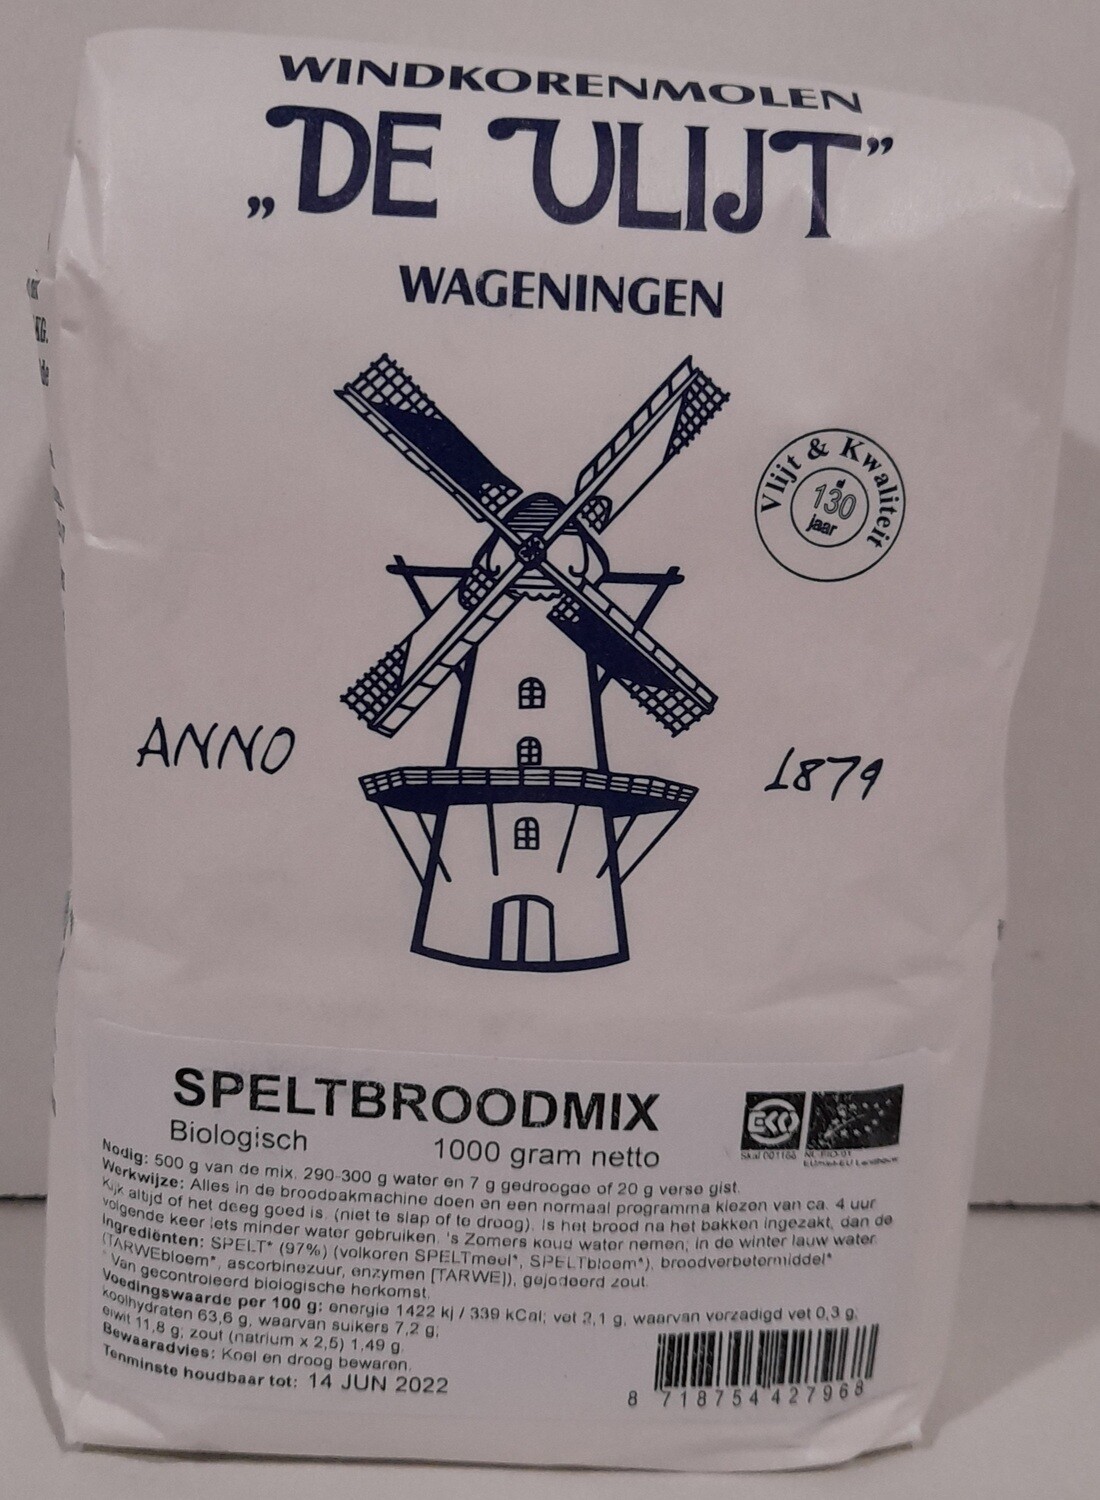 WINDKORENMOLEN
„DE VLIJT”
WAGENINGEN
Vlijt & Kwaliteit
130
jaar
ANNO
1879
SPELTBROODMIX
Biologisch 1000 gram netto
EKO
Skal 001166
Nodig: 500 g van de mix, 290-300 g water en 7 g gedroogde of 20 g verse gist.
Werkwijze: Alles in de broodbakmachine doen en een normaal programma kiezen van ca. 4 uur
Kijk altijd of het deeg goed is. (niet te slap of te droog). Is het brood na het bakken ingezakt, dan de
volgende keer iets minder water gebruiken. 's Zomers koud water nemen; in de winter lauw water.
Ingrediënten: SPELT* (97%) (volkoren SPELTmeel*, SPELTbloem*), broodverbetermiddel*
(TARWEbloem*, ascorbinezuur, enzymen [TARWE]), gejodeerd zout.
* Van gecontroleerd biologische herkomst.
Voedingswaarde per 100 g: energie 1422 kj / 339 kCal; vet 2,1 g, waarvan verzadigd vet 0,3 g;
koolhydraten 63,6 g, waarvan suikers 7,2 g;
eiwit 11,8 g; zout (natrium x 2,5) 1,49 g.
Bewaaradvies: Koel en droog bewaren.
Tenminste houdbaar tot: 14 JUN 2022
8 718754 427968